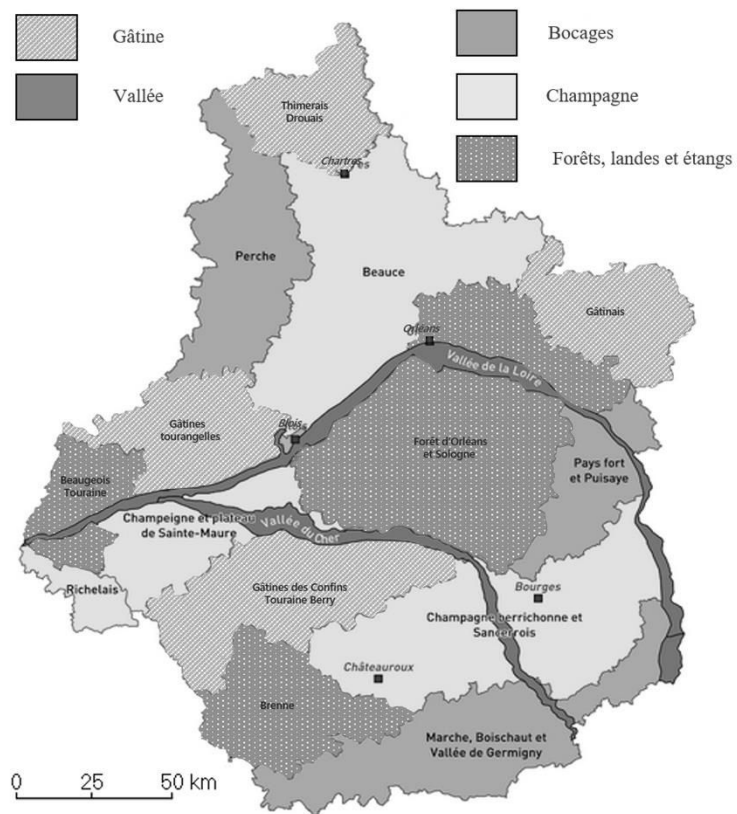 Gâtine
Bocages
Vallée
Champagne
Forêts, landes et étangs
Thimerais
Drouais
Chartres
Perche
Beauce
Gâtinais
Orléans
Vallée de la Loire
Blois
Gâtines
tourangelles
Forêt d'Orléans
et Sologne
Pays fort
et Puisaye
Beaugeois
Touraine
Champeigne et plateau
de Sainte-Maure
Vallée du Cher
Richelais
Gâtines des Confins
Touraine Berry
Bourges
Champagne berrichonne et
Sancerrois
Châteauroux
Brenne
Marche, Boischaut et
Vallée de Germigny
0 25 50 km